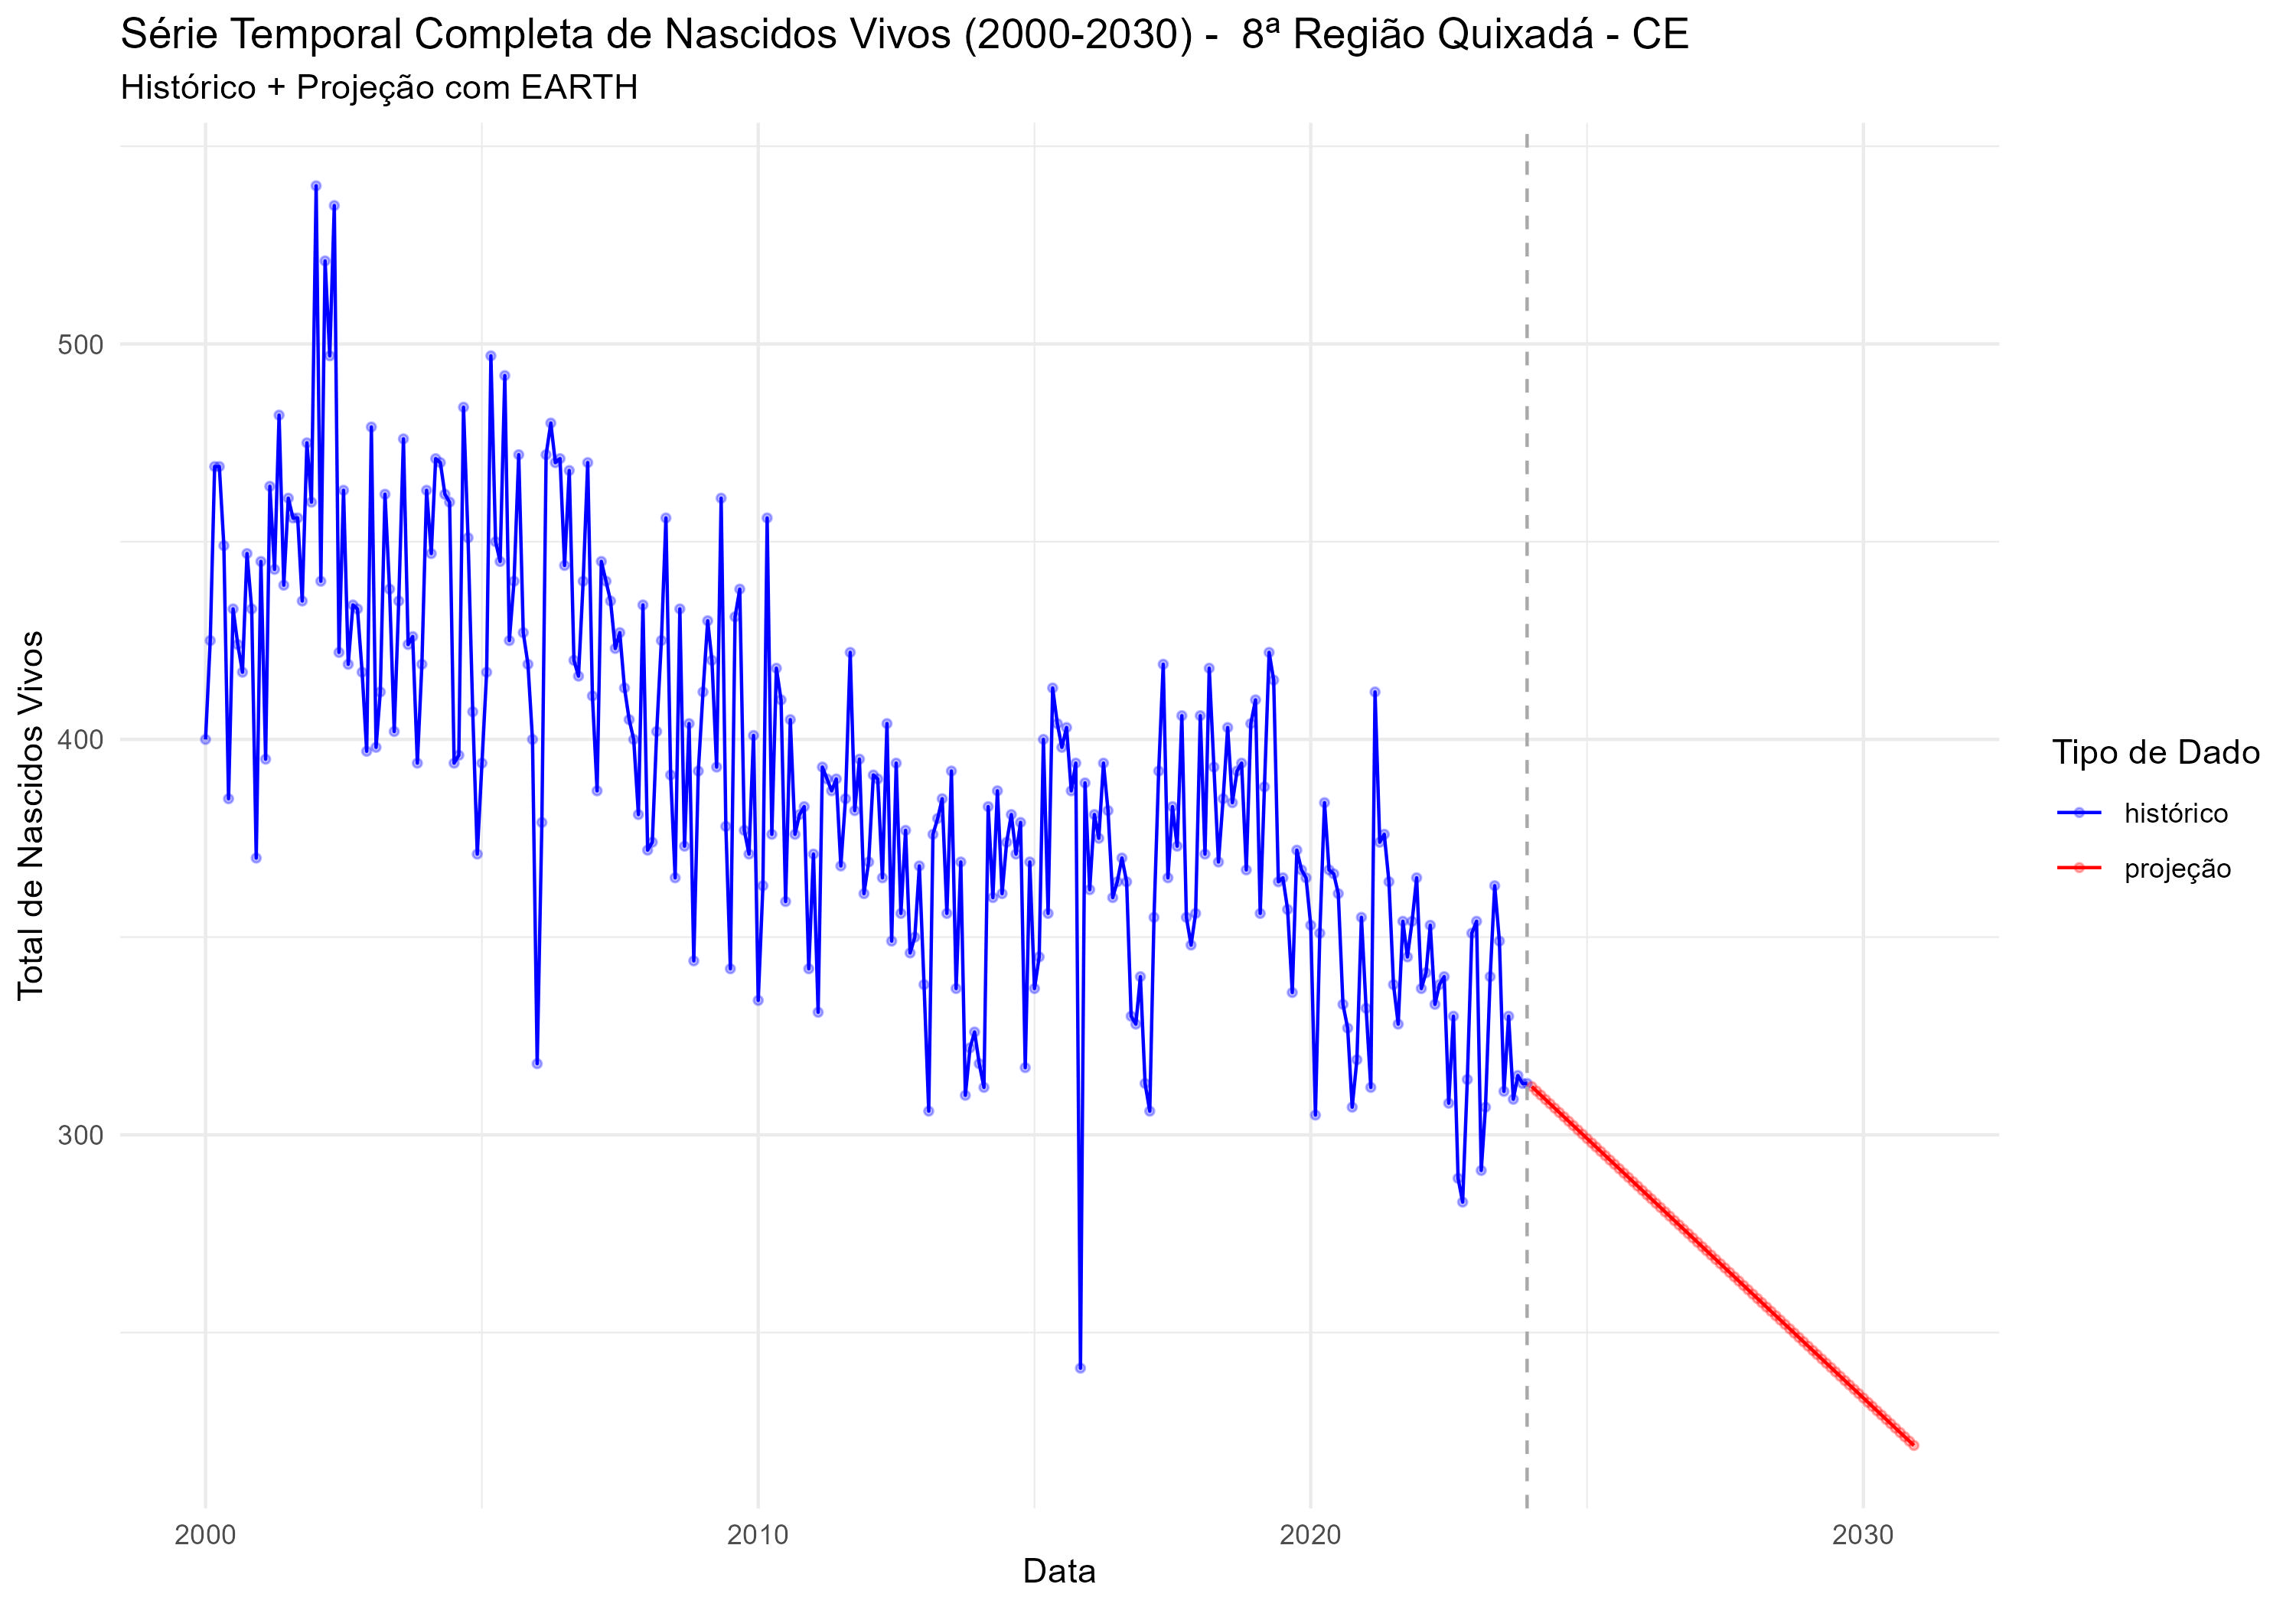 Série Temporal Completa de Nascidos Vivos (2000-2030) -  8ª Região Quixadá - CE
Histórico + Projeção com EARTH
Total de Nascidos Vivos
500
400
300
2000
2010
2020
2030
Data
Tipo de Dado
histórico
projeção